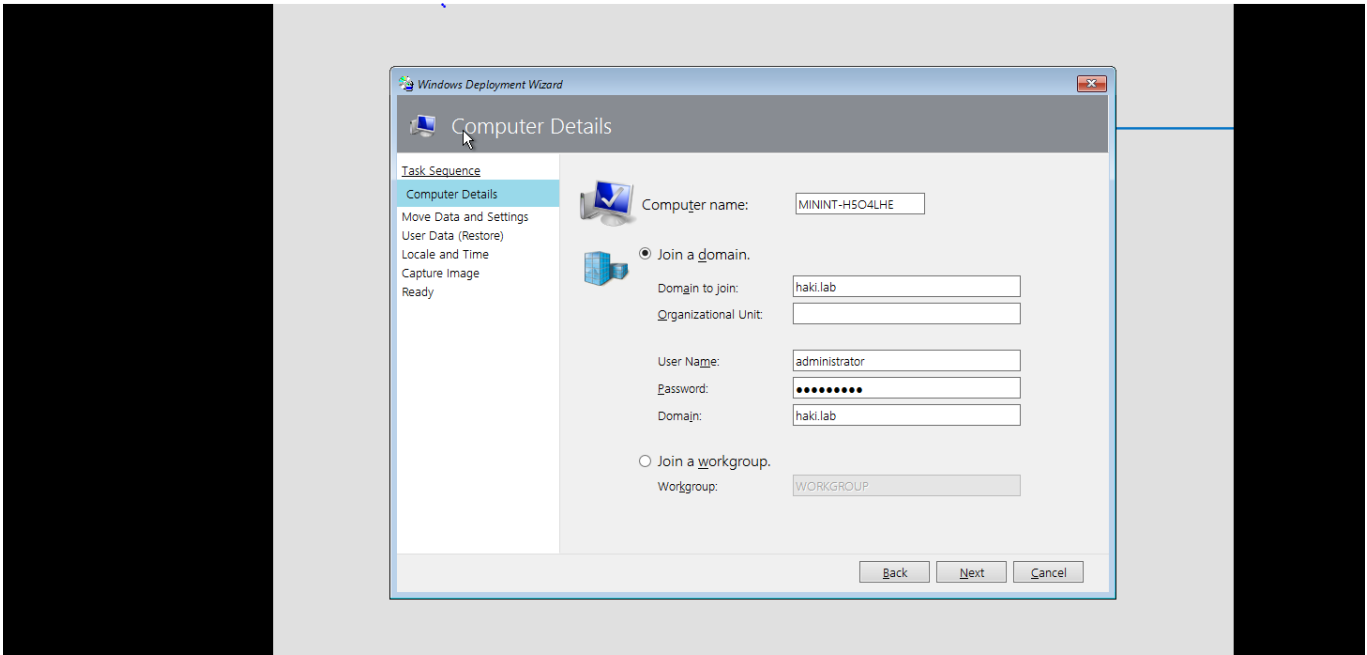 Windows Deployment Wizard
Computer Details
Task Sequence
Computer Details
Move Data and Settings
User Data (Restore)
Locale and Time
Capture Image
Ready
Computer name: MININT-H5O4LHE
Join a domain.
Domain to join: haki.lab
Organizational Unit:
User Name: administrator
Password: ●●●●●●●●●
Domain: haki.lab
Join a workgroup.
Workgroup: WORKGROUP
Back Next Cancel